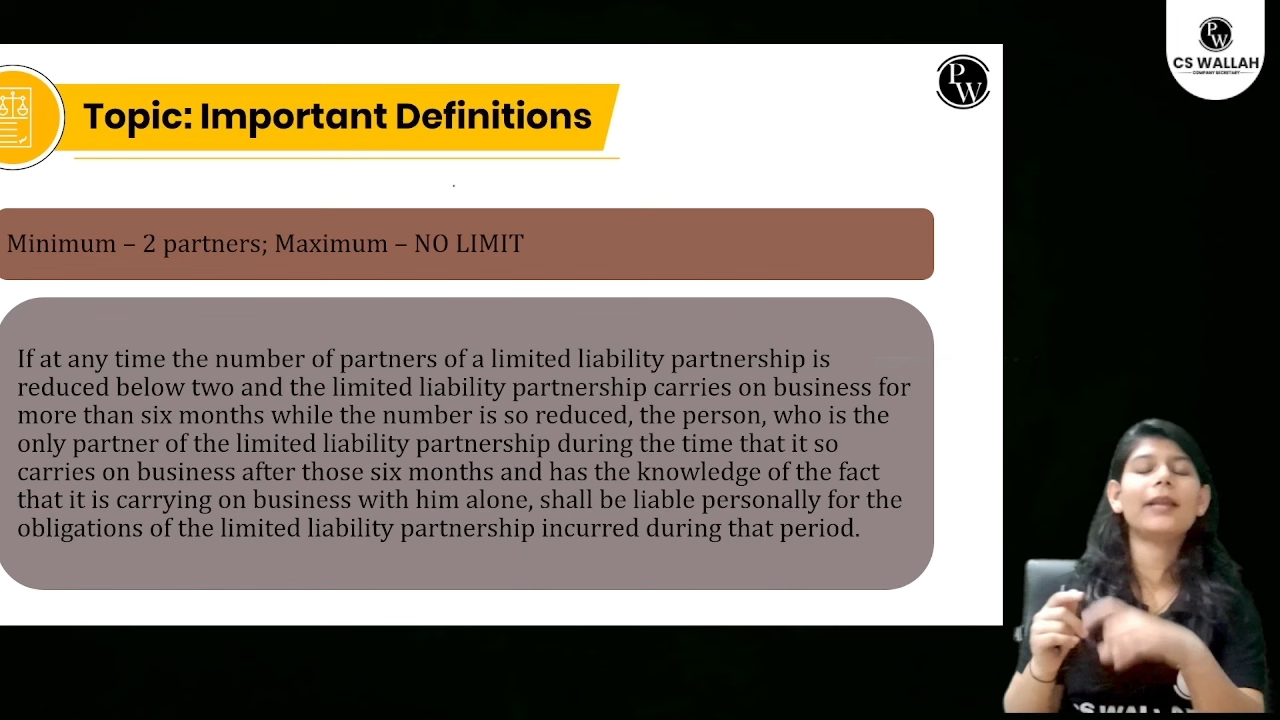 PW
CS WALLAH
COMPANY SECRETARY
PW
Topic: Important Definitions
Minimum – 2 partners; Maximum – NO LIMIT
If at any time the number of partners of a limited liability partnership is
reduced below two and the limited liability partnership carries on business for
more than six months while the number is so reduced, the person, who is the
only partner of the limited liability partnership during the time that it so
carries on business after those six months and has the knowledge of the fact
that it is carrying on business with him alone, shall be liable personally for the
obligations of the limited liability partnership incurred during that period.